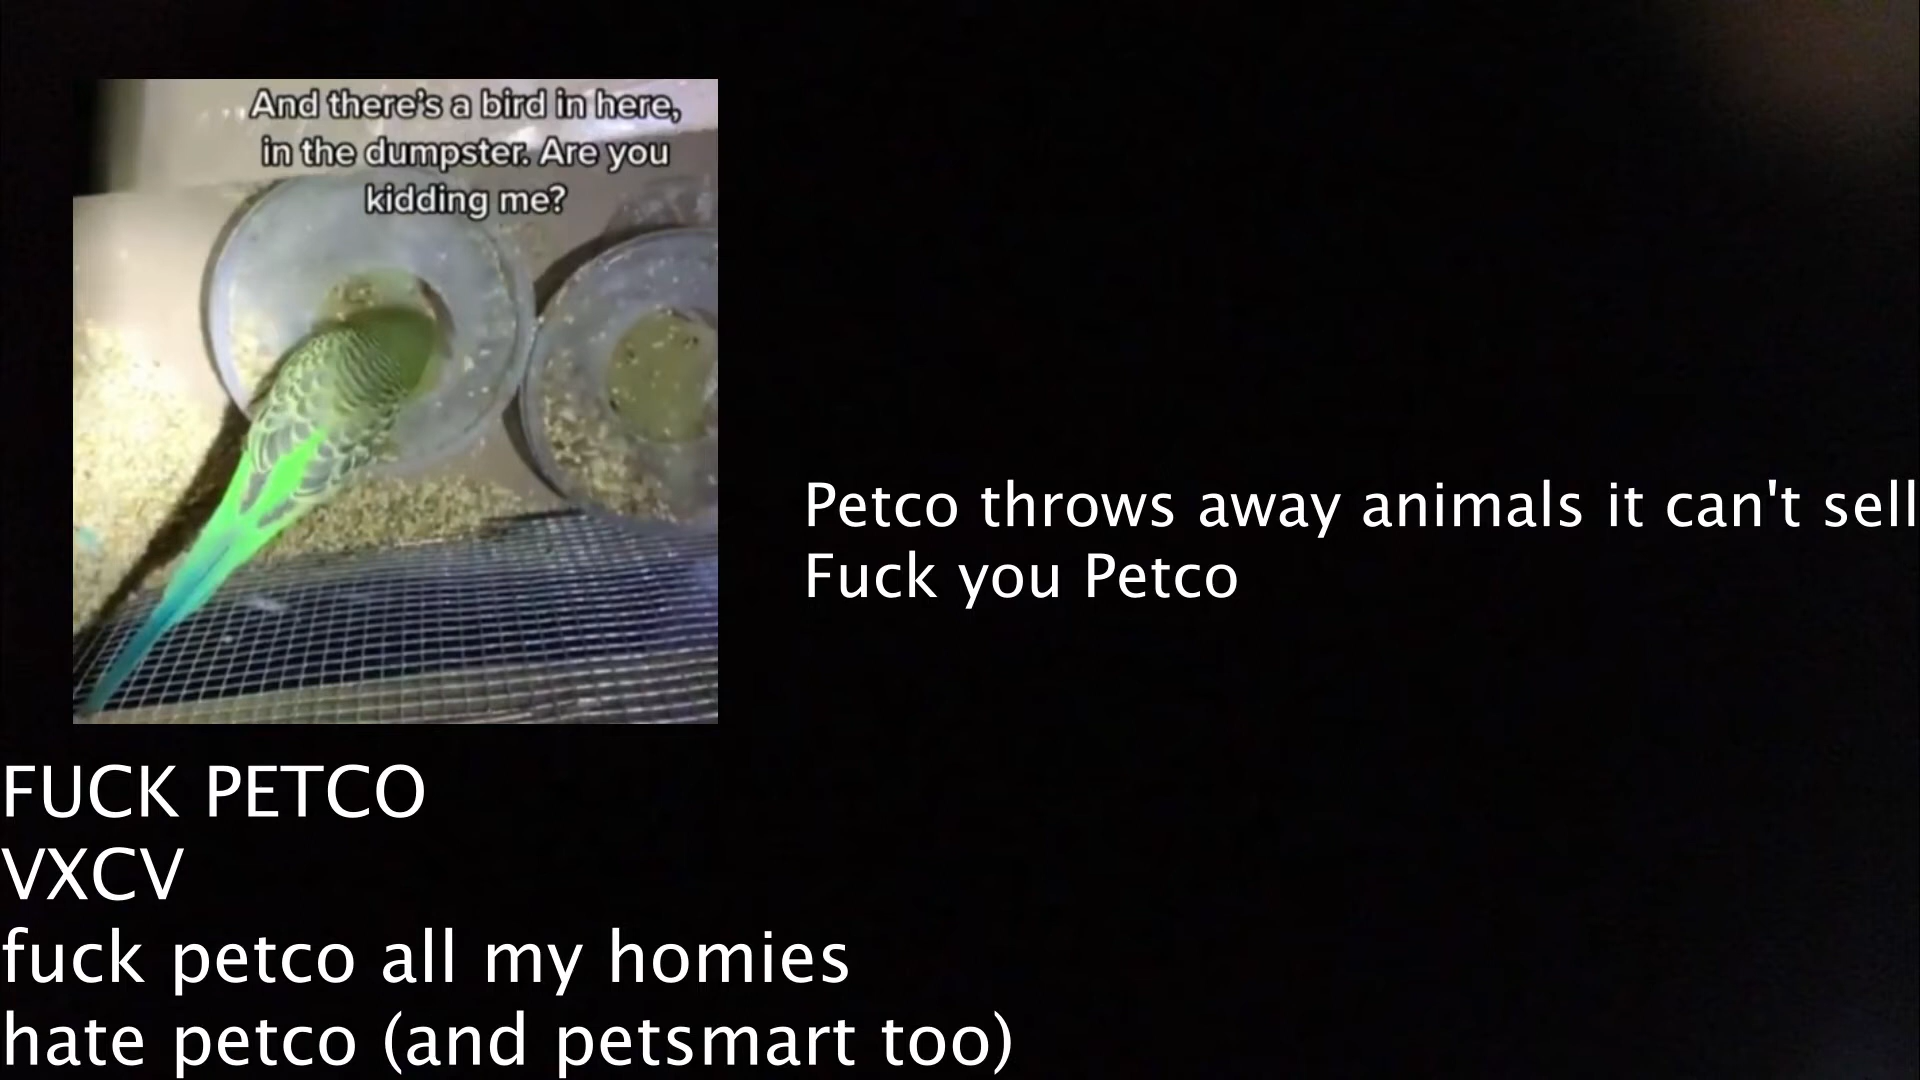 And there's a bird in here,
in the dumpster. Are you
kidding me?
Petco throws away animals it can't sell
Fuck you Petco
FUCK PETCO
VXCV
fuck petco all my homies
hate petco (and petsmart too)